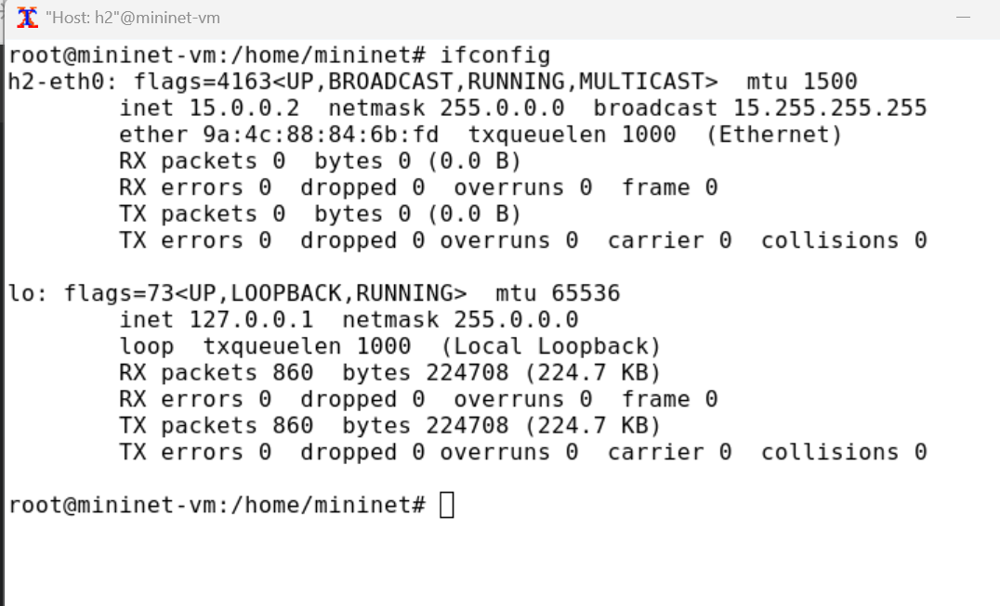 "Host: h2"@mininet-vm
root@mininet-vm:/home/mininet# ifconfig
h2-eth0: flags=4163<UP,BROADCAST,RUNNING,MULTICAST>  mtu 1500
        inet 15.0.0.2  netmask 255.0.0.0  broadcast 15.255.255.255
        ether 9a:4c:88:84:6b:fd  txqueuelen 1000  (Ethernet)
        RX packets 0  bytes 0 (0.0 B)
        RX errors 0  dropped 0  overruns 0  frame 0
        TX packets 0  bytes 0 (0.0 B)
        TX errors 0  dropped 0 overruns 0  carrier 0  collisions 0

lo: flags=73<UP,LOOPBACK,RUNNING>  mtu 65536
        inet 127.0.0.1  netmask 255.0.0.0
        loop  txqueuelen 1000  (Local Loopback)
        RX packets 860  bytes 224708 (224.7 KB)
        RX errors 0  dropped 0  overruns 0  frame 0
        TX packets 860  bytes 224708 (224.7 KB)
        TX errors 0  dropped 0 overruns 0  carrier 0  collisions 0

root@mininet-vm:/home/mininet#